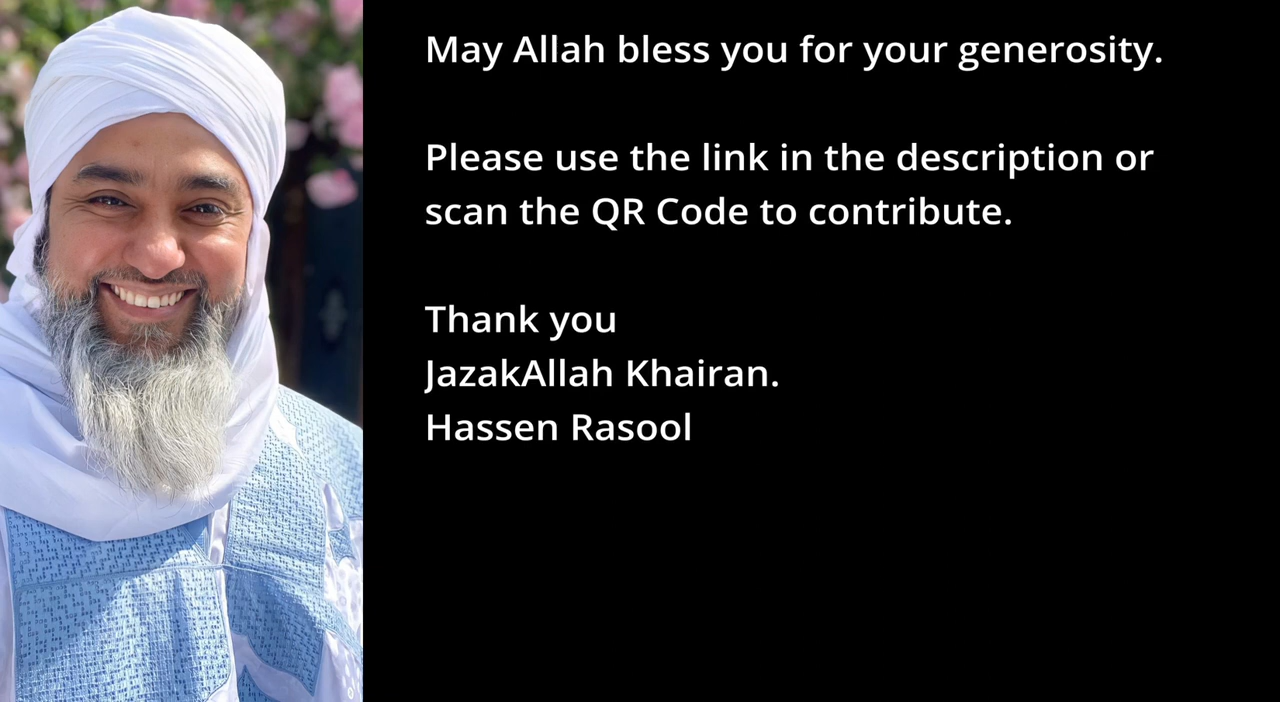 May Allah bless you for your generosity.
Please use the link in the description or
scan the QR Code to contribute.
Thank you
JazakAllah Khairan.
Hassen Rasool